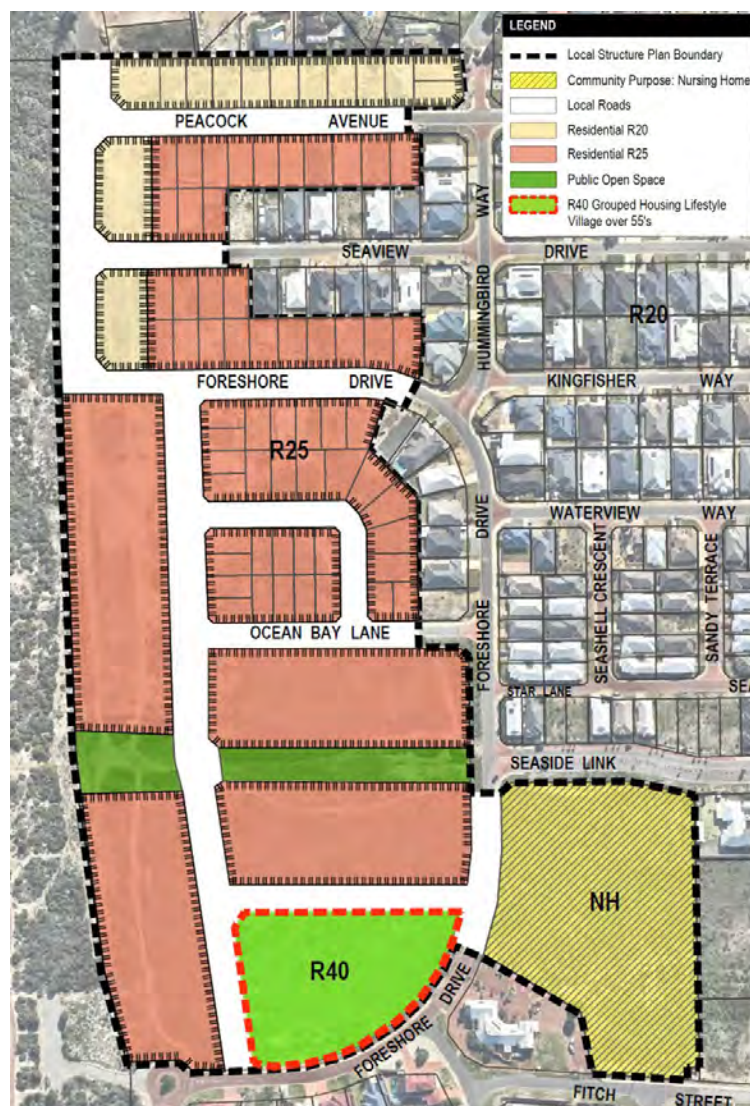 LEGEND
Local Structure Plan Boundary
Community Purpose: Nursing Home
Local Roads
Residential R20
Residential R25
Public Open Space
R40 Grouped Housing Lifestyle
Village over 55's
PEACOCK AVENUE
HUMMINGBIRD WAY
SEAVIEW DRIVE
R20
FORESHORE DRIVE
KINGFISHER WAY
R25
WATERVIEW WAY
FORESHORE DRIVE
SEASHELL CRESCENT
SANDY TERRACE
OCEAN BAY LANE
STAR LANE
SEA
SEASIDE LINK
NH
R40
FORESHORE DRIVE
FITCH STREET